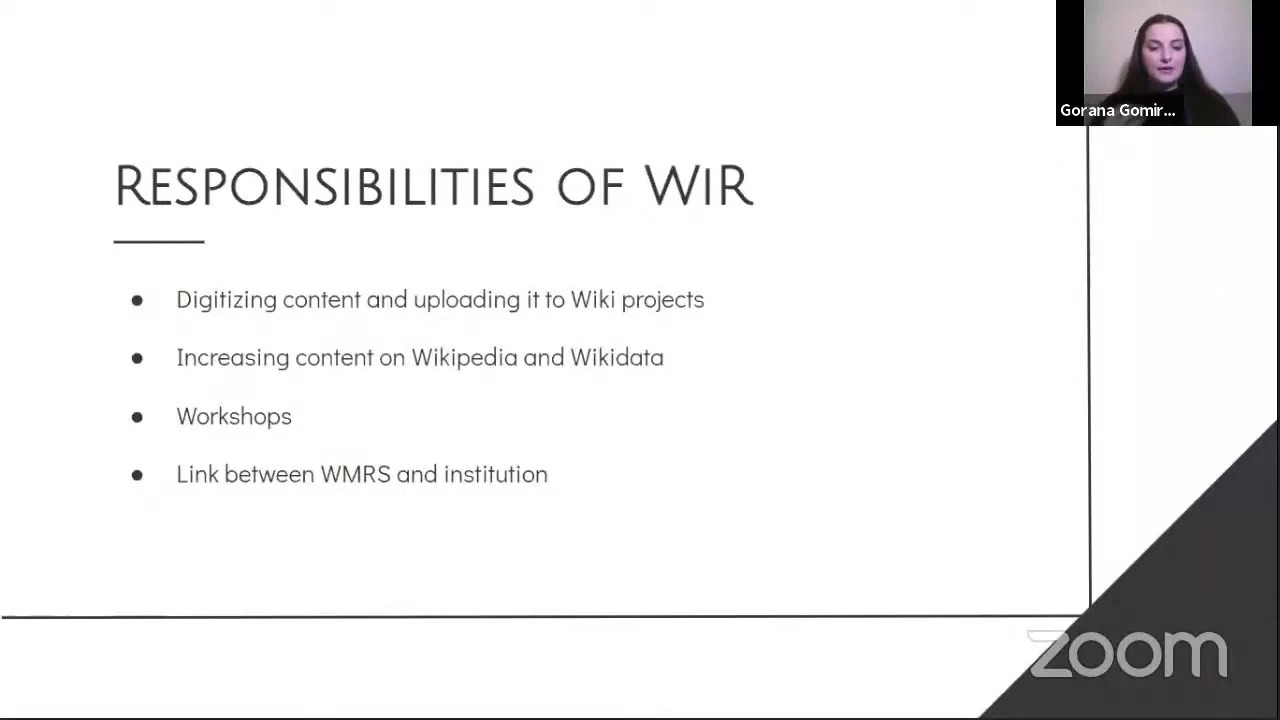 Gorana Gomir...
Responsibilities of WiR
● Digitizing content and uploading it to Wiki projects
● Increasing content on Wikipedia and Wikidata
● Workshops
● Link between WMRS and institution
zoom